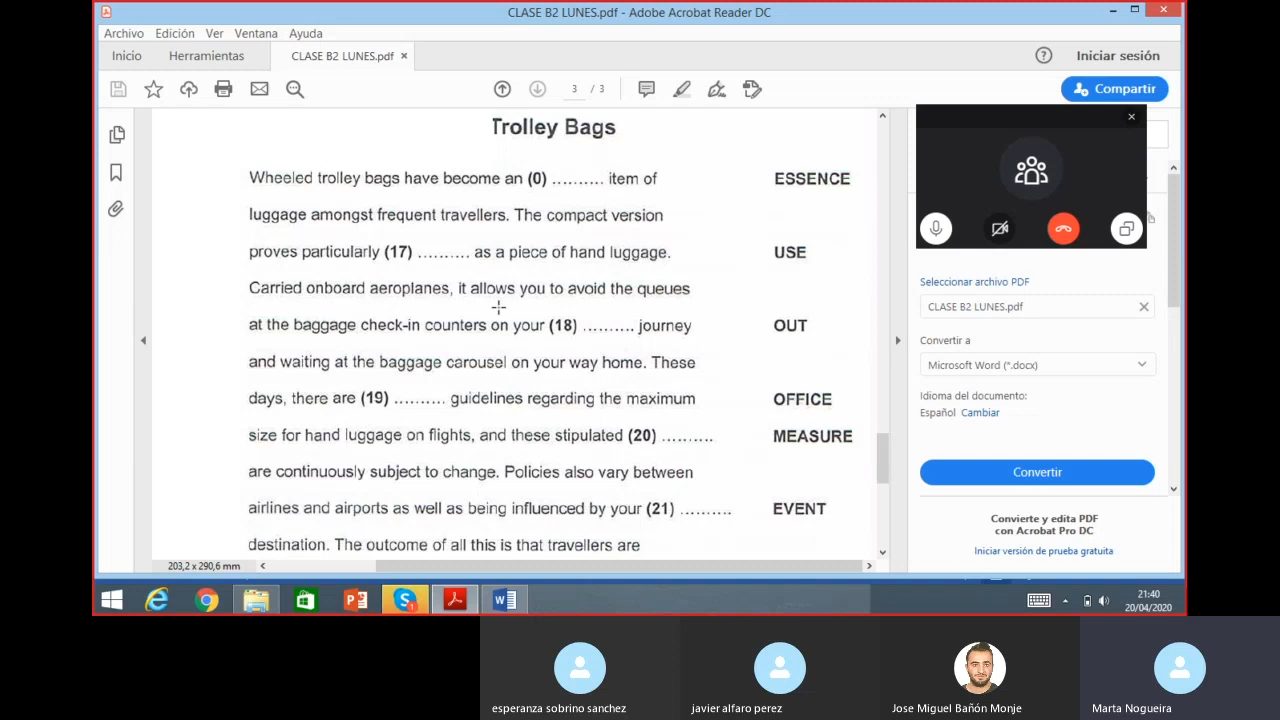 CLASE B2 LUNES.pdf - Adobe Acrobat Reader DC
Archivo Edición Ver Ventana Ayuda
Inicio Herramientas CLASE B2 LUNES.pdf × Iniciar sesión
3 / 3 Compartir
Trolley Bags
Wheeled trolley bags have become an (0) .......... item of ESSENCE
luggage amongst frequent travellers. The compact version
proves particularly (17) .......... as a piece of hand luggage. USE
Carried onboard aeroplanes, it allows you to avoid the queues
at the baggage check-in counters on your (18) .......... journey OUT
and waiting at the baggage carousel on your way home. These
days, there are (19) .......... guidelines regarding the maximum OFFICE
size for hand luggage on flights, and these stipulated (20) .......... MEASURE
are continuously subject to change. Policies also vary between
airlines and airports as well as being influenced by your (21) .......... EVENT
destination. The outcome of all this is that travellers are
203,2 x 290,6 mm
Seleccionar archivo PDF
CLASE B2 LUNES.pdf
Convertir a
Microsoft Word (*.docx)
Idioma del documento:
Español Cambiar
Convertir
Convierte y edita PDF
con Acrobat Pro DC
Iniciar versión de prueba gratuita
21:40
20/04/2020
esperanza sobrino sanchez
javier alfaro perez
Jose Miguel Bañón Monje
Marta Nogueira